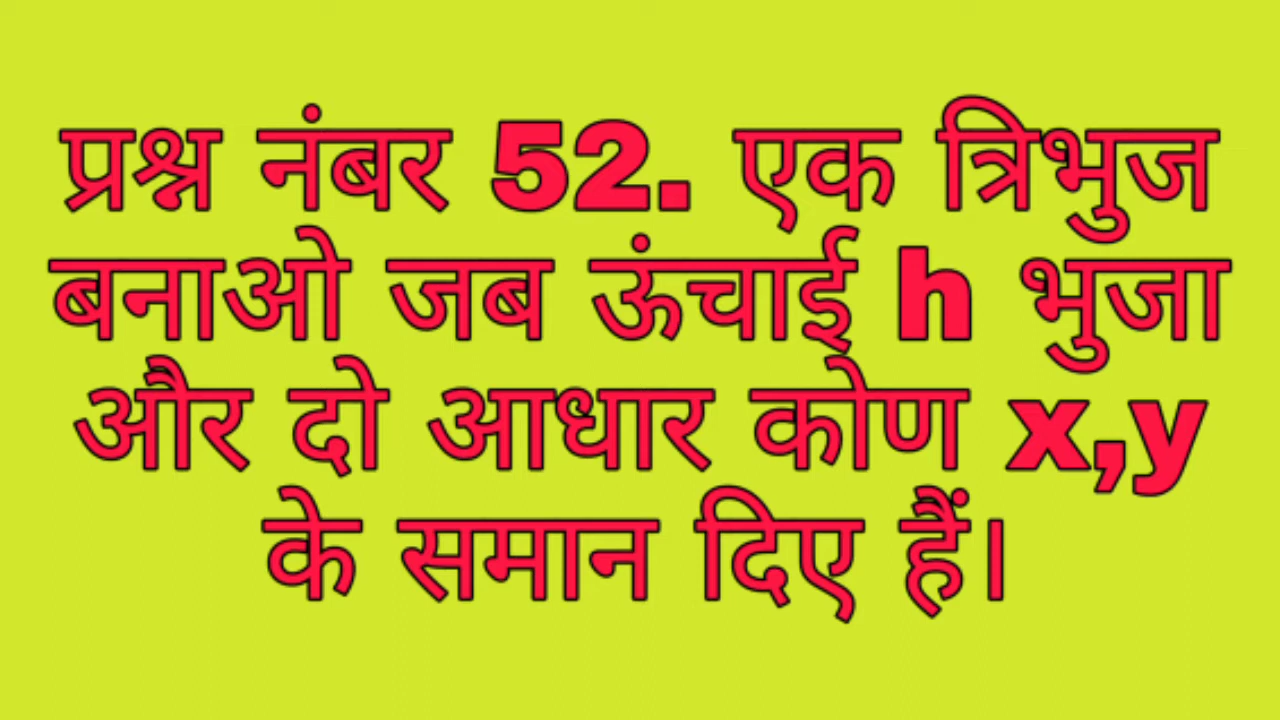 प्रश्न नंबर 52. एक त्रिभुज
बनाओ जब ऊंचाई h भुजा
और दो आधार कोण x,y
के समान दिए हैं।